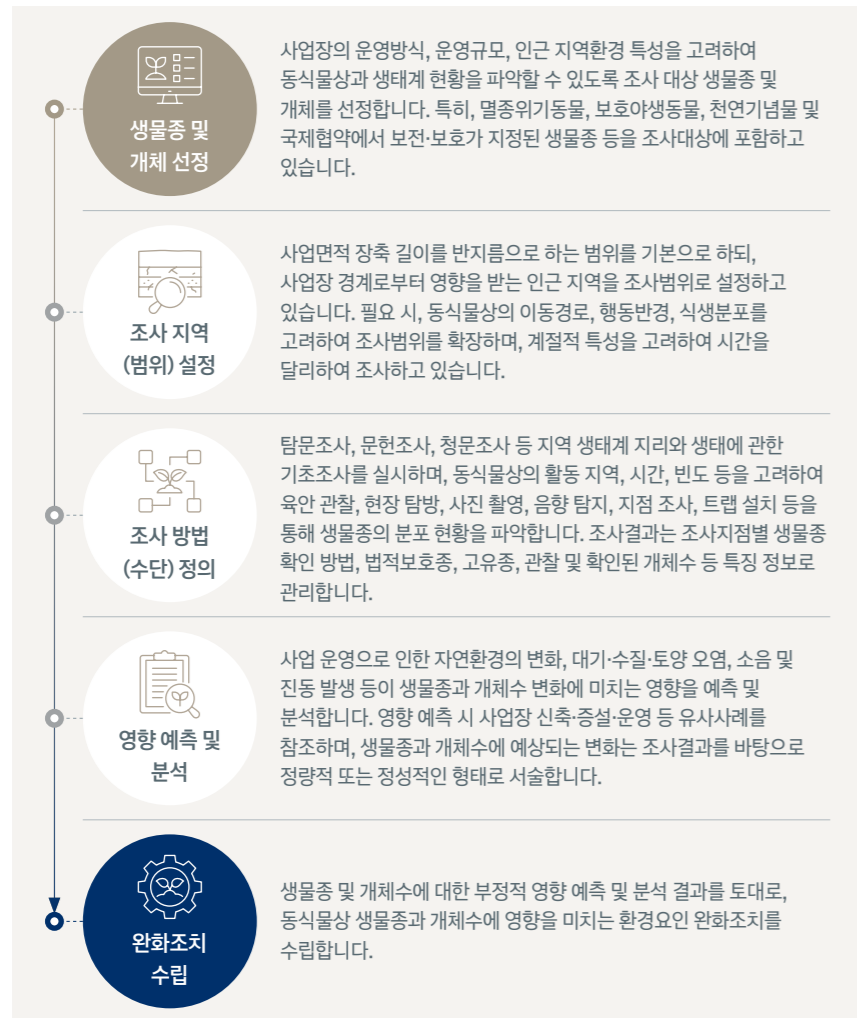 생물종 및
개체 선정
사업장의 운영방식, 운영규모, 인근 지역환경 특성을 고려하여
동식물상과 생태계 현황을 파악할 수 있도록 조사 대상 생물종 및
개체를 선정합니다. 특히, 멸종위기동물, 보호야생동물, 천연기념물 및
국제협약에서 보전·보호가 지정된 생물종 등을 조사대상에 포함하고
있습니다.
조사 지역
(범위) 설정
사업면적 장축 길이를 반지름으로 하는 범위를 기본으로 하되,
사업장 경계로부터 영향을 받는 인근 지역을 조사범위로 설정하고
있습니다. 필요 시, 동식물상의 이동경로, 행동반경, 식생분포를
고려하여 조사범위를 확장하며, 계절적 특성을 고려하여 시간을
달리하여 조사하고 있습니다.
조사 방법
(수단) 정의
탐문조사, 문헌조사, 청문조사 등 지역 생태계 지리와 생태에 관한
기초조사를 실시하며, 동식물상의 활동 지역, 시간, 빈도 등을 고려하여
육안 관찰, 현장 탐방, 사진 촬영, 음향 탐지, 지점 조사, 트랩 설치 등을
통해 생물종의 분포 현황을 파악합니다. 조사결과는 조사지점별 생물종
확인 방법, 법적보호종, 고유종, 관찰 및 확인된 개체수 등 특징 정보로
관리합니다.
영향 예측 및
분석
사업 운영으로 인한 자연환경의 변화, 대기·수질·토양 오염, 소음 및
진동 발생 등이 생물종과 개체수 변화에 미치는 영향을 예측 및
분석합니다. 영향 예측 시 사업장 신축·증설·운영 등 유사사례를
참조하며, 생물종과 개체수에 예상되는 변화는 조사결과를 바탕으로
정량적 또는 정성적인 형태로 서술합니다.
완화조치
수립
생물종 및 개체수에 대한 부정적 영향 예측 및 분석 결과를 토대로,
동식물상 생물종과 개체수에 영향을 미치는 환경요인 완화조치를
수립합니다.